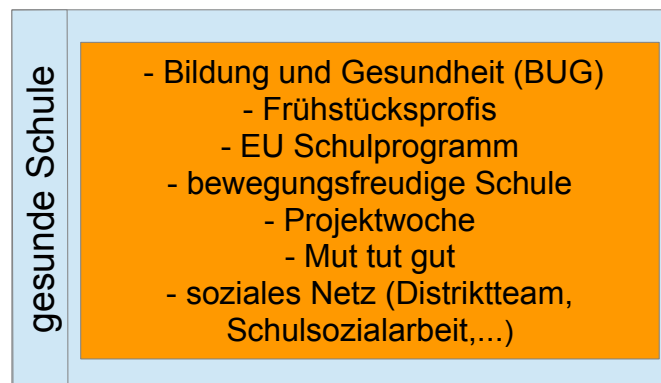 gesunde Schule
- Bildung und Gesundheit (BUG)
- Frühstücksprofis
- EU Schulprogramm
- bewegungsfreudige Schule
- Projektwoche
- Mut tut gut
- soziales Netz (Distriktteam,
Schulsozialarbeit,...)